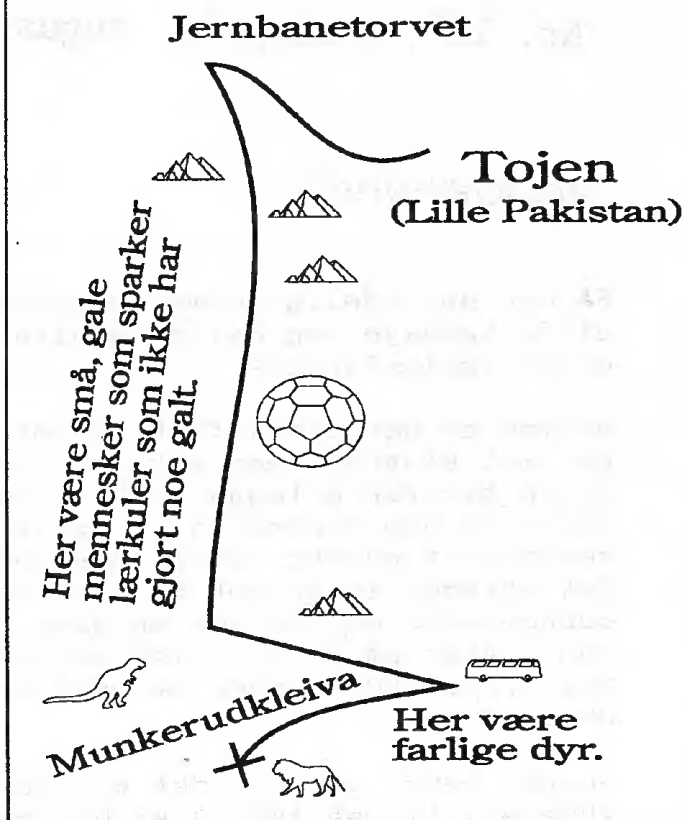 Jernbanetorvet
Tojen
(Lille Pakistan)
Her være små, gale
mennesker som sparker
lærkuler som ikke har
gjort noe galt.
Munkerudkleiva
Her være
farlige dyr.